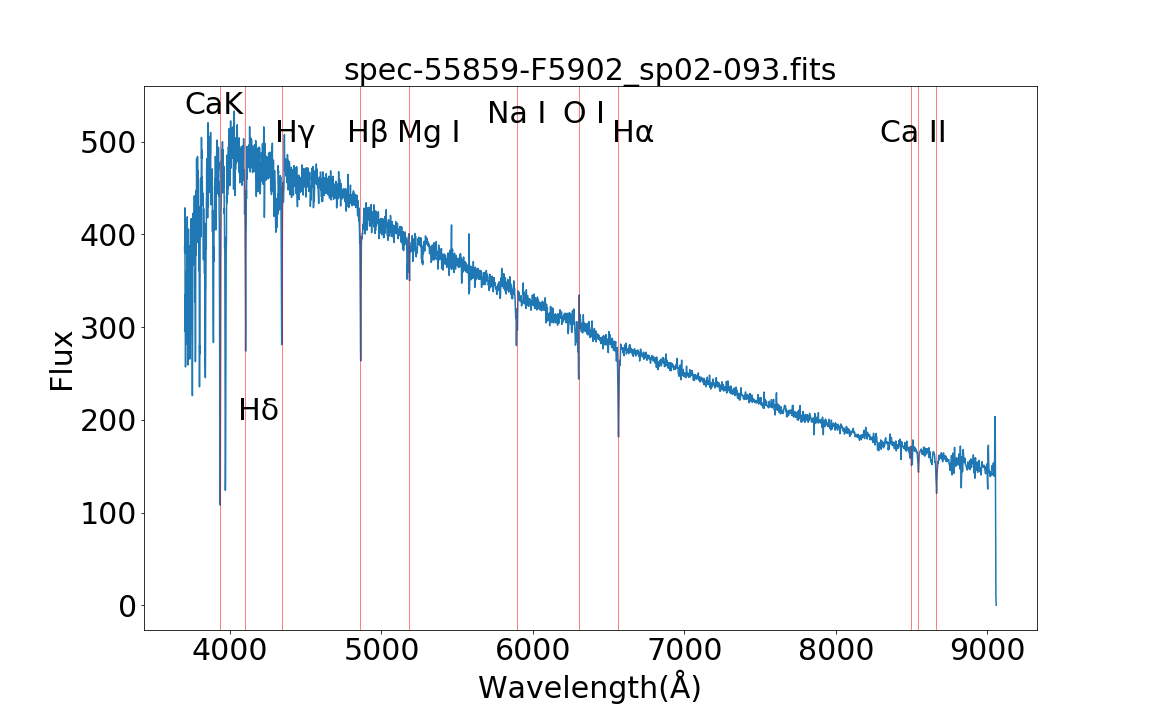 spec-55859-F5902_sp02-093.fits
CaK
Na I O I
Hγ Hβ Mg I Hα Ca II
500
400
300
Hδ
200
100
0
Flux
4000 5000 6000 7000 8000 9000
Wavelength(Å)